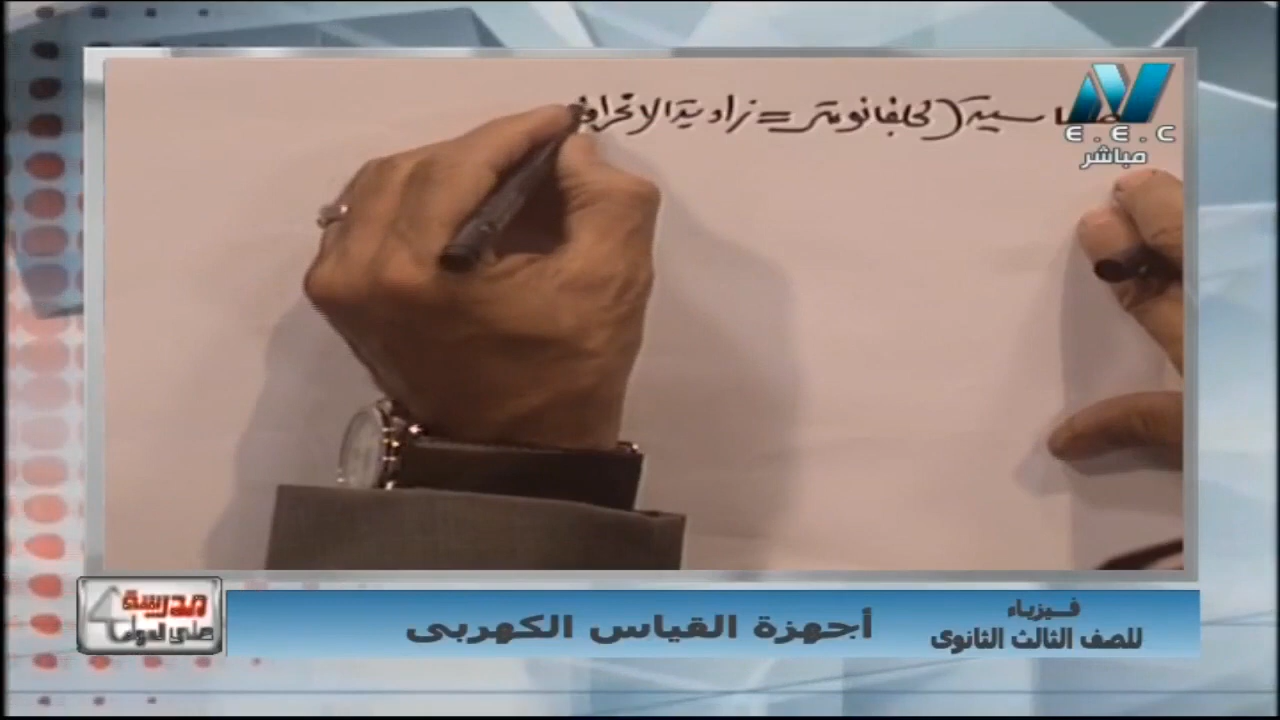 حساسية الجلفانومتر = زاوية الانحراف
E.E.C
مباشر
فيزياء
للصف الثالث الثانوى
أجهزة القياس الكهربى
مدرسة
على الهواء